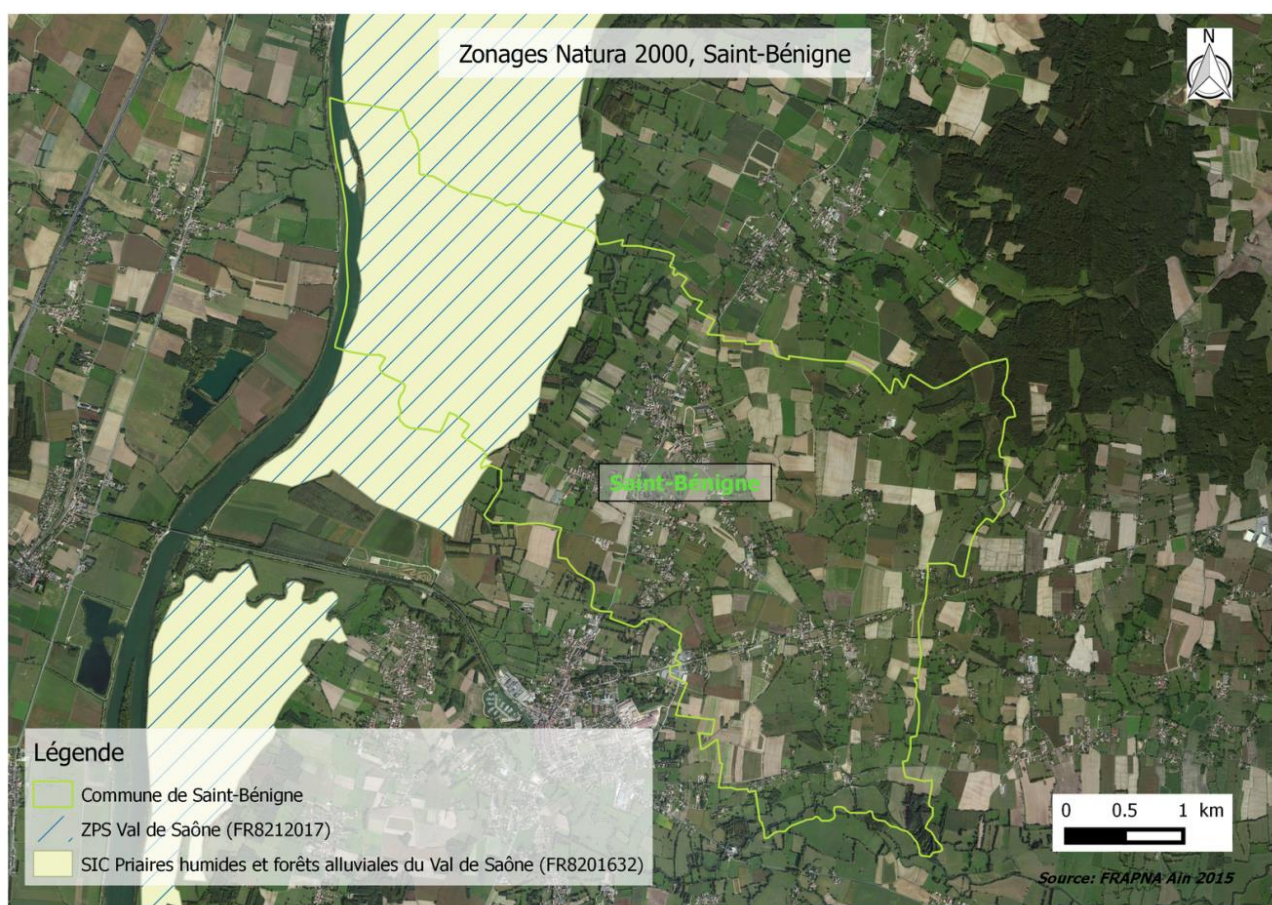 Zonages Natura 2000, Saint-Bénigne
N
Saint-Bénigne
Légende
Commune de Saint-Bénigne
ZPS Val de Saône (FR8212017)
SIC Priaires humides et forêts alluviales du Val de Saône (FR8201632)
0 0.5 1 km
Source: FRAPNA Ain 2015